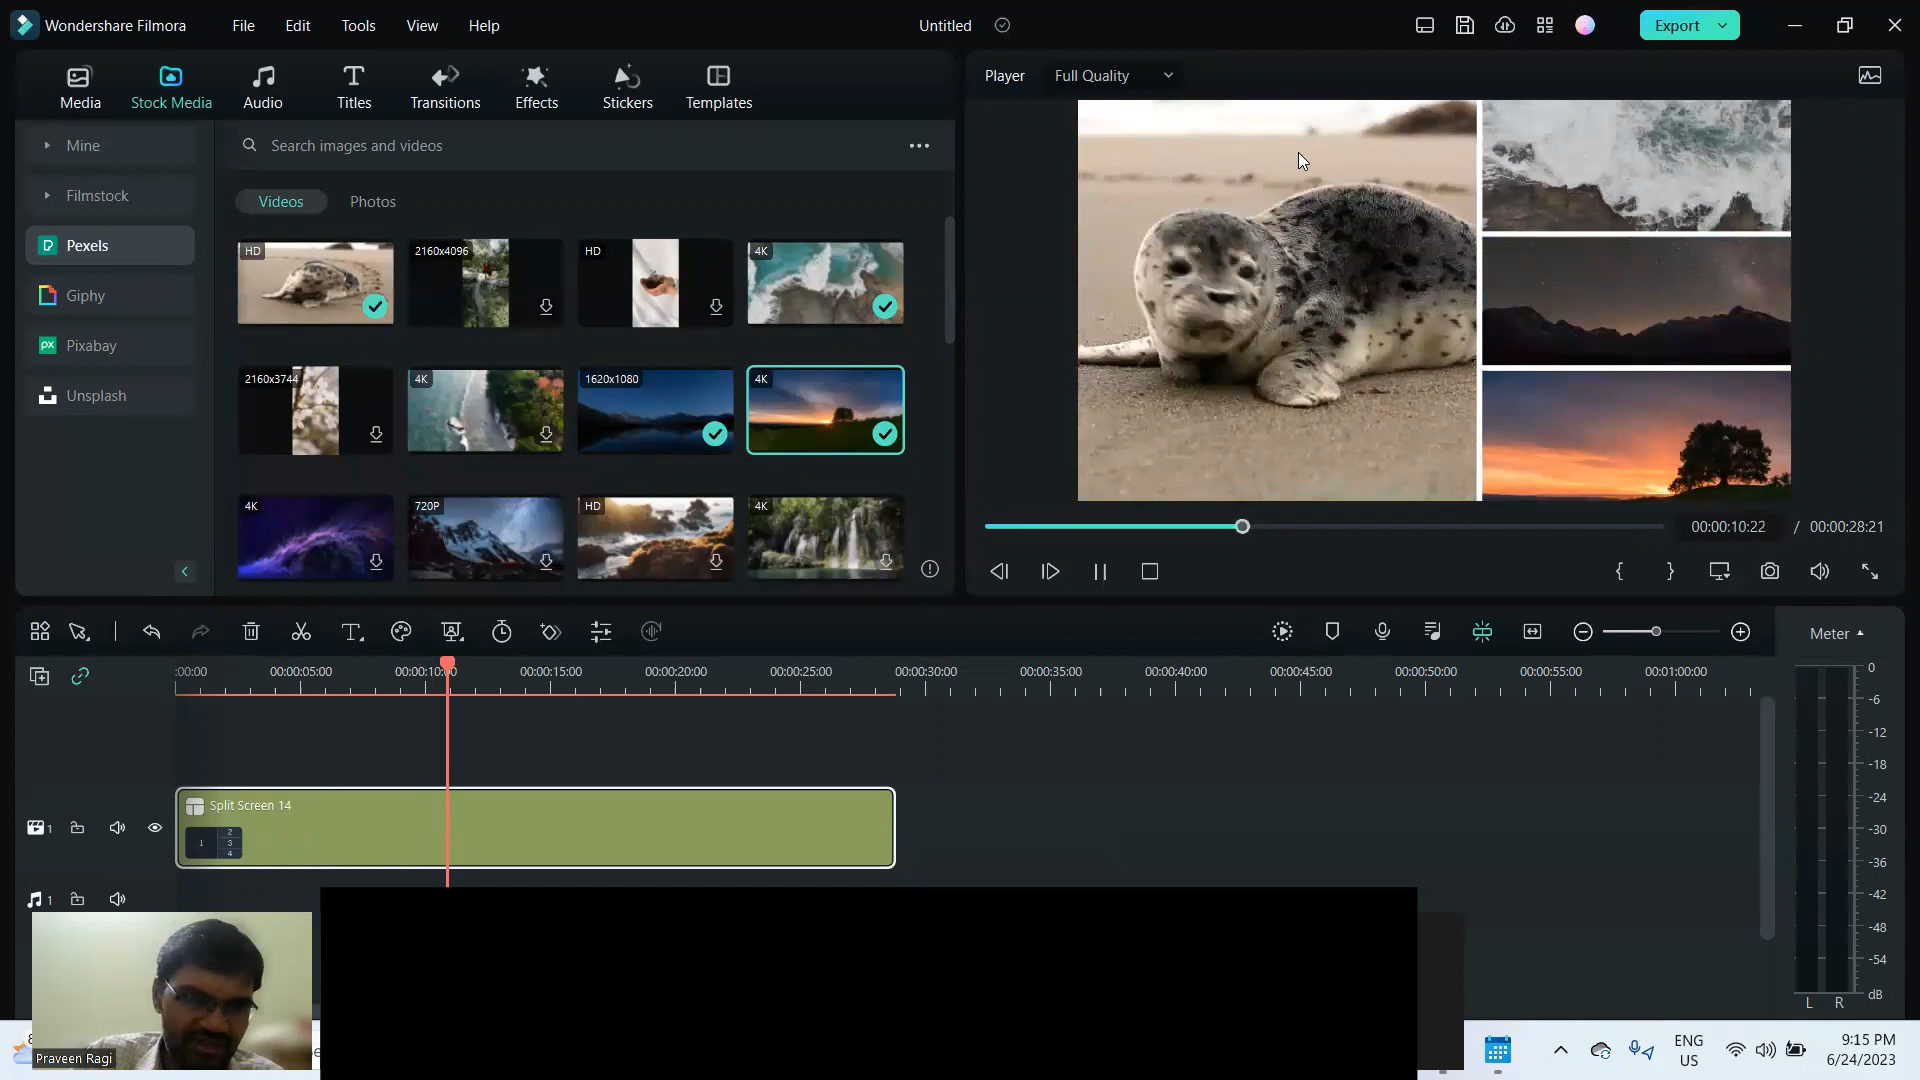 Wondershare Filmora File Edit Tools View Help Untitled Export
Media Stock Media Audio Titles Transitions Effects Stickers Templates
Player Full Quality
Mine
Filmstock
Pexels
Giphy
Pixabay
Unsplash
Search images and videos
Videos Photos
HD 2160x4096 HD 4K
2160x3744 4K 1620x1080 4K
4K 720P HD 4K
00:00:10:22 / 00:00:28:21
Meter
:00:00 00:00:05:00 00:00:10:00 00:00:15:00 00:00:20:00 00:00:25:00 00:00:30:00 00:00:35:00 00:00:40:00 00:00:45:00 00:00:50:00 00:00:55:00 00:01:00:00
Split Screen 14
1 2 3 4
1
1
0
-6
-12
-18
-24
-30
-36
-42
-48
-54
dB
L R
Praveen Ragi
ENG
US
9:15 PM
6/24/2023